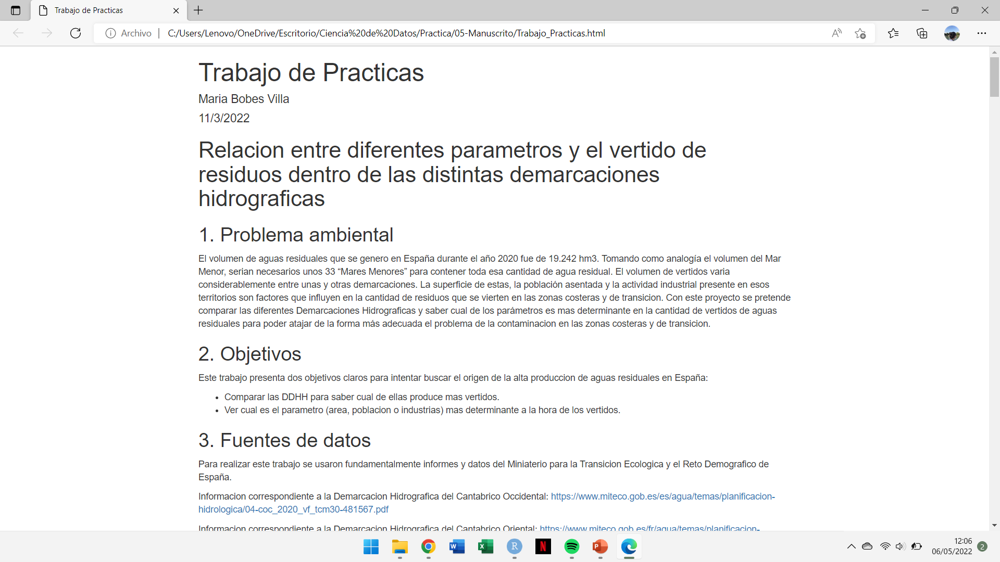 Trabajo de Practicas
Archivo
C:/Users/Lenovo/OneDrive/Escritorio/Ciencia%20de%20Datos/Practica/05-Manuscrito/Trabajo_Practicas.html
Trabajo de Practicas
Maria Bobes Villa
11/3/2022
Relacion entre diferentes parametros y el vertido de
residuos dentro de las distintas demarcaciones
hidrograficas
1. Problema ambiental
El volumen de aguas residuales que se genero en España durante el año 2020 fue de 19.242 hm3. Tomando como analogía el volumen del Mar
Menor, serian necesarios unos 33 “Mares Menores” para contener toda esa cantidad de agua residual. El volumen de vertidos varia
considerablemente entre unas y otras demarcaciones. La superficie de estas, la población asentada y la actividad industrial presente en esos
territorios son factores que influyen en la cantidad de residuos que se vierten en las zonas costeras y de transicion. Con este proyecto se pretende
comparar las diferentes Demarcaciones Hidrograficas y saber cual de los parámetros es mas determinante en la cantidad de vertidos de aguas
residuales para poder atajar de la forma más adecuada el problema de la contaminacion en las zonas costeras y de transicion.
2. Objetivos
Este trabajo presenta dos objetivos claros para intentar buscar el origen de la alta produccion de aguas residuales en España:
• Comparar las DDHH para saber cual de ellas produce mas vertidos.
• Ver cual es el parametro (area, poblacion o industrias) mas determinante a la hora de los vertidos.
3. Fuentes de datos
Para realizar este trabajo se usaron fundamentalmente informes y datos del Miniaterio para la Transicion Ecologica y el Reto Demografico de
España.
Informacion correspondiente a la Demarcacion Hidrografica del Cantabrico Occidental: https://www.miteco.gob.es/es/agua/temas/planificacion-
hidrologica/04-coc_2020_vf_tcm30-481567.pdf
Informacion correspondiente a la Demarcacion Hidrografica del Cantabrico Oriental: https://www.miteco.gob.es/fr/agua/temas/planificacion-
W
X
R
N
P
12:06
06/05/2022
2